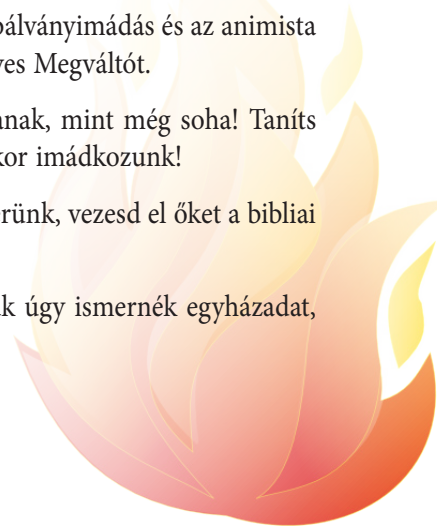 bálványimádás és az animista
yes Megváltót.
anak, mint még soha! Taníts
kor imádkozunk!
rünk, vezesd el őket a bibliai
k úgy ismernék egyházadat,